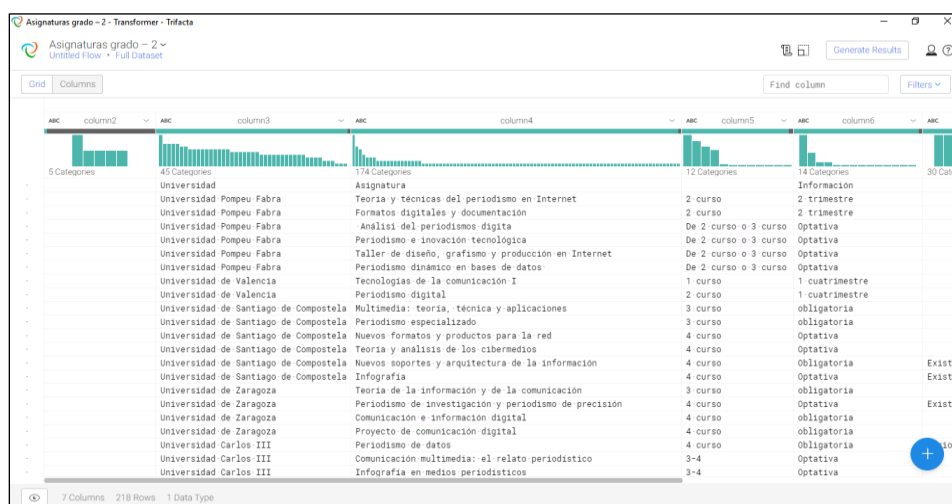 Asignaturas grado – 2 - Transformer - Trifacta
Asignaturas grado – 2
Untitled Flow • Full Dataset
Generate Results
Grid Columns
Find column
Filters
ABC column2 ABC column3 ABC column4 ABC column5 ABC column6 ABC
5 Categories 45 Categories 174 Categories 12 Categories 14 Categories 30 Cat
Universidad Asignatura Información
Universidad Pompeu Fabra Teoría y técnicas del periodismo en Internet 2 curso 2 trimestre
Universidad Pompeu Fabra Formatos digitales y documentación 2 curso 2 trimestre
Universidad Pompeu Fabra Análisi del periodismos digita De 2 curso o 3 curso Optativa
Universidad Pompeu Fabra Periodismo e inovación tecnológica De 2 curso o 3 curso Optativa
Universidad Pompeu Fabra Taller de diseño, grafismo y producción en Internet De 2 curso o 3 curso Optativa
Universidad Pompeu Fabra Periodismo dinámico en bases de datos De 2 curso o 3 curso Optativa
Universidad de Valencia Tecnologías de la comunicación I 1 curso 1 cuatrimestre
Universidad de Valencia Periodismo digital 2 curso 1 cuatrimestre
Universidad de Santiago de Compostela Multimedia: teoría, técnica y aplicaciones 3 curso obligatoria
Universidad de Santiago de Compostela Periodismo especializado 3 curso obligatoria
Universidad de Santiago de Compostela Nuevos formatos y productos para la red 4 curso Optativa
Universidad de Santiago de Compostela Teoría y análisis de los cibermedios 4 curso Optativa
Universidad de Santiago de Compostela Nuevos soportes y arquitectura de la información 4 curso Obligatoria Exist
Universidad de Santiago de Compostela Infografía 4 curso Optativa Exist
Universidad de Zaragoza Teoría de la información y de la comunicación 3 curso obligatoria
Universidad de Zaragoza Periodismo de investigación y periodismo de precisión 4 curso Optativa Exist
Universidad de Zaragoza Comunicación e información digital 4 curso obligatoria
Universidad de Zaragoza Proyecto de comunicación digital 4 curso obligatoria
Universidad Carlos III Periodismo de datos 4 curso Obligatoria
Universidad Carlos III Comunicación multimedia: el relato periodístico 3-4 Optativa
Universidad Carlos III Infografía en medios periodísticos 3-4 Optativa
7 Columns 218 Rows 1 Data Type